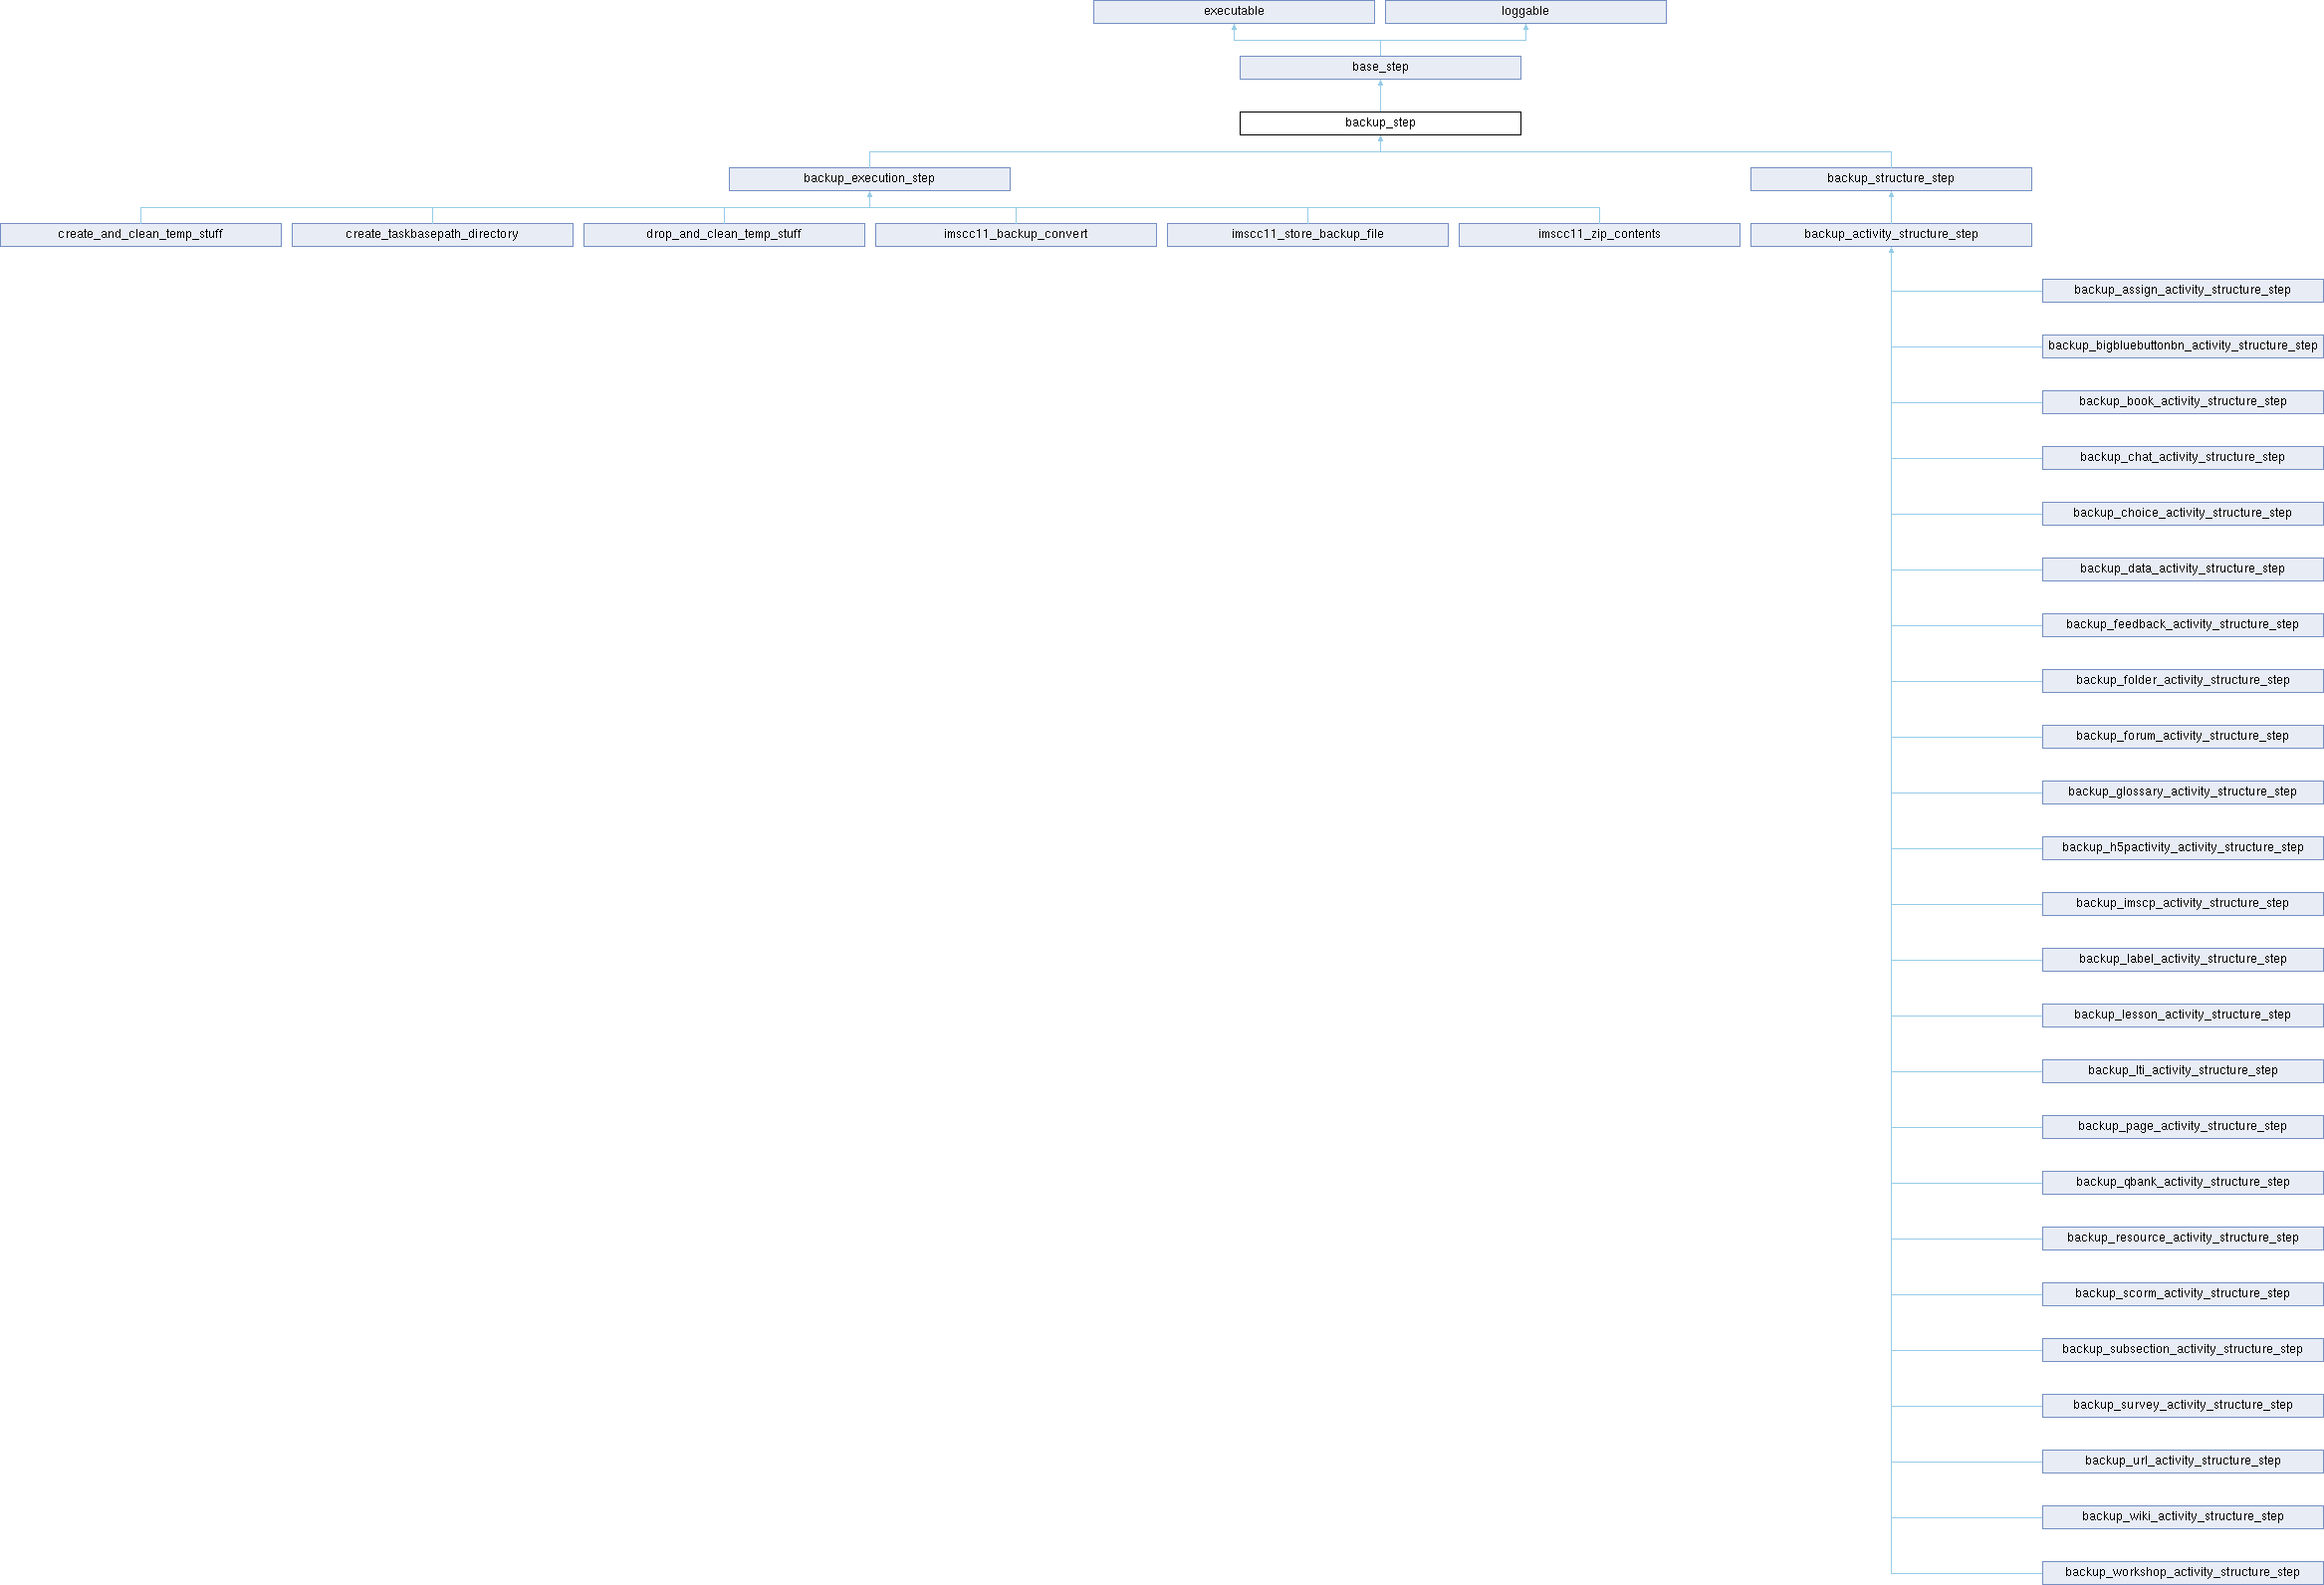 executable
loggable
base_step
backup_step
backup_execution_step
backup_structure_step
create_and_clean_temp_stuff
create_taskbasepath_directory
drop_and_clean_temp_stuff
imscc11_backup_convert
imscc11_store_backup_file
imscc11_zip_contents
backup_activity_structure_step
backup_assign_activity_structure_step
backup_bigbluebuttonbn_activity_structure_step
backup_book_activity_structure_step
backup_chat_activity_structure_step
backup_choice_activity_structure_step
backup_data_activity_structure_step
backup_feedback_activity_structure_step
backup_folder_activity_structure_step
backup_forum_activity_structure_step
backup_glossary_activity_structure_step
backup_h5pactivity_activity_structure_step
backup_imscp_activity_structure_step
backup_label_activity_structure_step
backup_lesson_activity_structure_step
backup_lti_activity_structure_step
backup_page_activity_structure_step
backup_qbank_activity_structure_step
backup_resource_activity_structure_step
backup_scorm_activity_structure_step
backup_subsection_activity_structure_step
backup_survey_activity_structure_step
backup_url_activity_structure_step
backup_wiki_activity_structure_step
backup_workshop_activity_structure_step